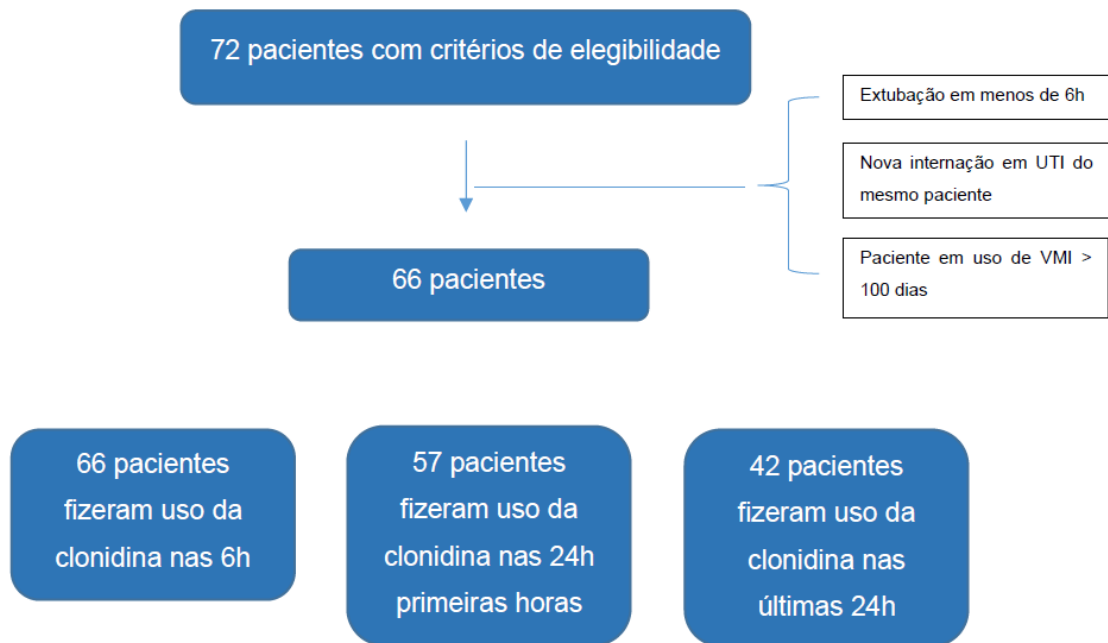 72 pacientes com critérios de elegibilidade
Extubação em menos de 6h
Nova internação em UTI do
mesmo paciente
Paciente em uso de VMI >
100 dias
66 pacientes
66 pacientes
fizeram uso da
clonidina nas 6h
57 pacientes
fizeram uso da
clonidina nas 24h
primeiras horas
42 pacientes
fizeram uso da
clonidina nas
últimas 24h